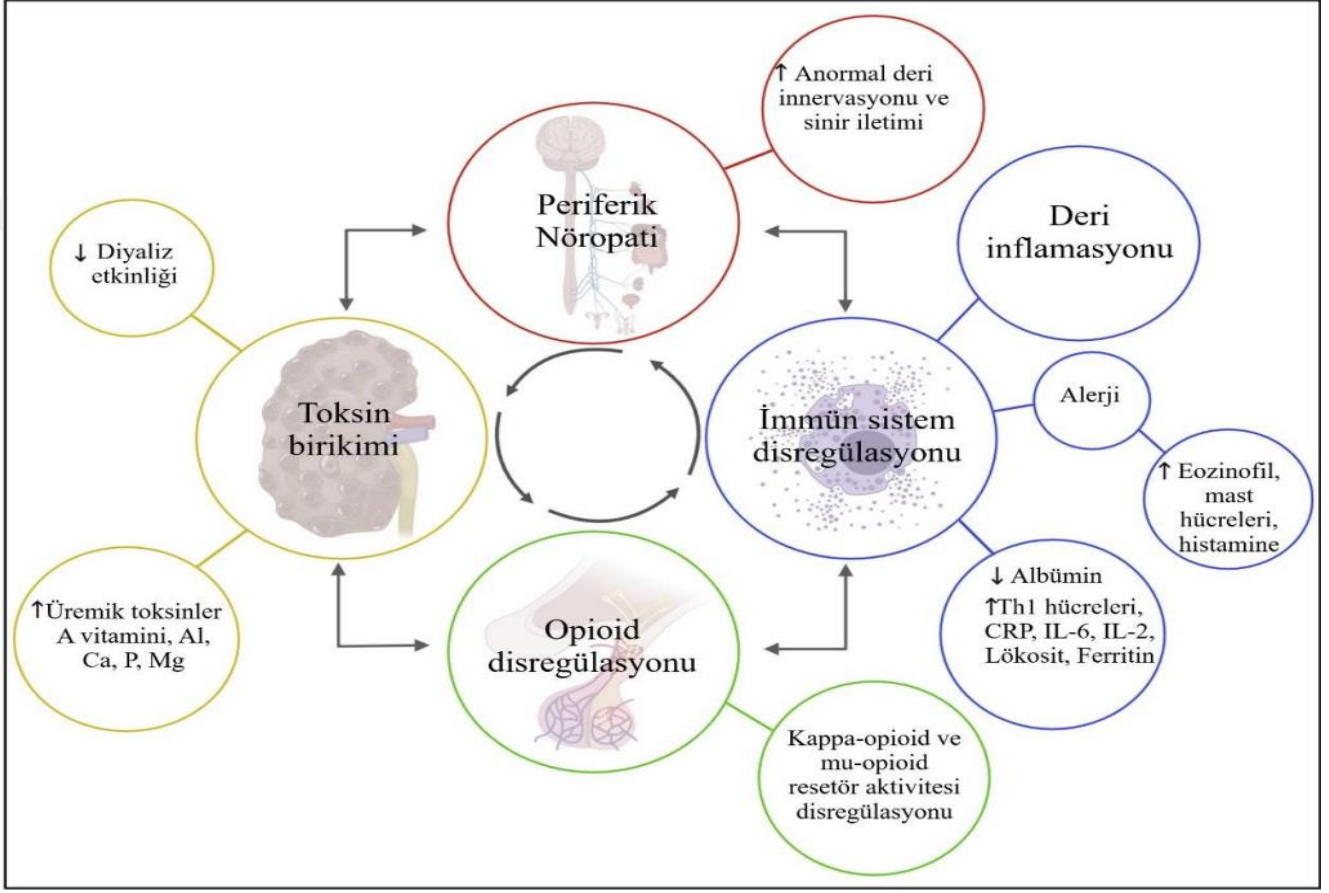 ↑ Anormal deri
innervasyonu ve
sinir iletimi
Periferik
Nöropati
Deri
inflamasyonu
↓ Diyaliz
etkinliği
Toksin
birikimi
İmmün sistem
disregülasyonu
Alerji
↑ Eozinofil,
mast
hücreleri,
histamine
↑Üremik toksinler
A vitamini, Al,
Ca, P, Mg
Opioid
disregülasyonu
↓ Albümin
↑Th1 hücreleri,
CRP, IL-6, IL-2,
Lökosit, Ferritin
Kappa-opioid ve
mu-opioid
resetör aktivitesi
disregülasyonu